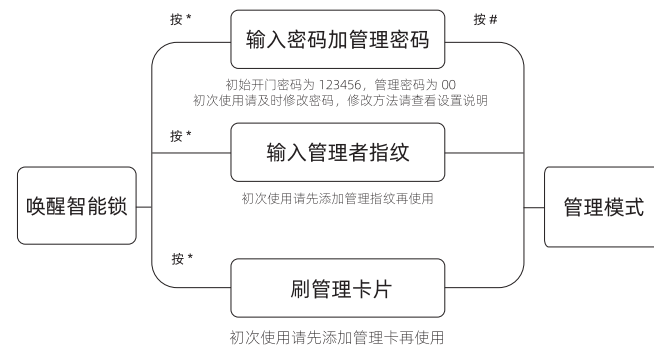 按 *
按 #
输入密码加管理密码
初始开门密码为 123456，管理密码为 00
初次使用请及时修改密码，修改方法请查看设置说明
按 *
输入管理者指纹
初次使用请先添加管理指纹再使用
唤醒智能锁
管理模式
按 *
刷管理卡片
初次使用请先添加管理卡再使用